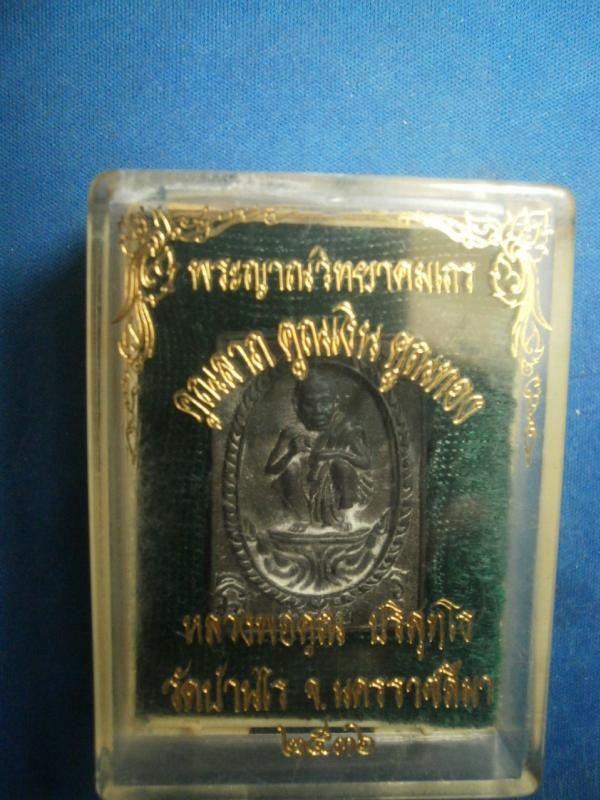 พระญาณวิทยาคมเถร
คูณลาภ คูณเงิน คูณทอง
หลวงพ่อคูณ ปริสุทฺโธ
วัดบ้านไร่ จ.นครราชสีมา
๒๕๓๖